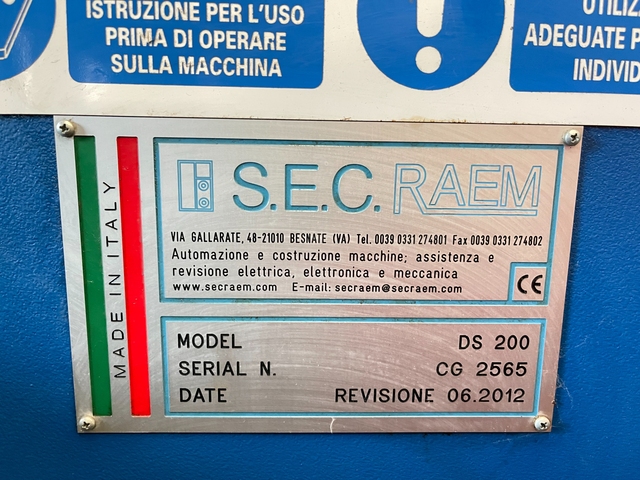 ISTRUZIONE PER L'USO
PRIMA DI OPERARE
SULLA MACCHINA
!
ADEGUATE
INDIVID
MADE IN ITALY
S.E.C. RAEM
VIA GALLARATE, 48-21010 BESNATE (VA) Tel. 0039 0331 274801 Fax 0039 0331 274802
Automazione e costruzione macchine; assistenza e
revisione elettrica, elettronica e meccanica
www.secraem.com E-mail: secraem@secraem.com
CE
MODEL DS 200
SERIAL N. CG 2565
DATE REVISIONE 06.2012